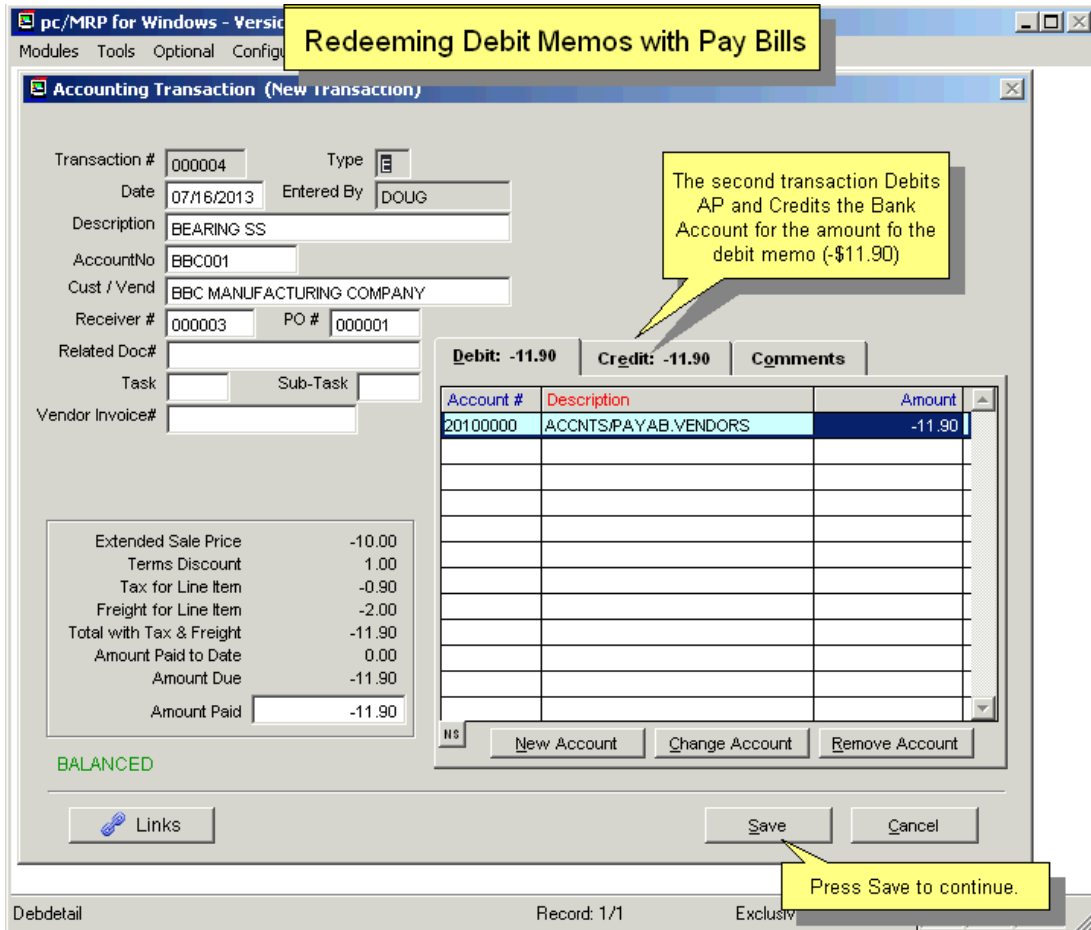 pc/MRP for Windows - Versic
Redeeming Debit Memos with Pay Bills
Modules Tools Optional Configu
Accounting Transaction (New Transaction)
Transaction # 000004 Type E
Date 07/16/2013 Entered By DOUG
Description BEARING SS
AccountNo BBC001
Cust / Vend BBC MANUFACTURING COMPANY
Receiver # 000003 PO # 000001
Related Doc#
Task Sub-Task
Vendor Invoice#
The second transaction Debits
AP and Credits the Bank
Account for the amount fo the
debit memo (-$11.90)
Debit: -11.90 Credit: -11.90 Comments
Account # Description Amount
20100000 ACCNTS/PAYAB.VENDORS -11.90
Extended Sale Price -10.00
Terms Discount 1.00
Tax for Line Item -0.90
Freight for Line Item -2.00
Total with Tax & Freight -11.90
Amount Paid to Date 0.00
Amount Due -11.90
Amount Paid -11.90
NS New Account Change Account Remove Account
BALANCED
Links Save Cancel
Press Save to continue.
Debdetail Record: 1/1 Exclusiv